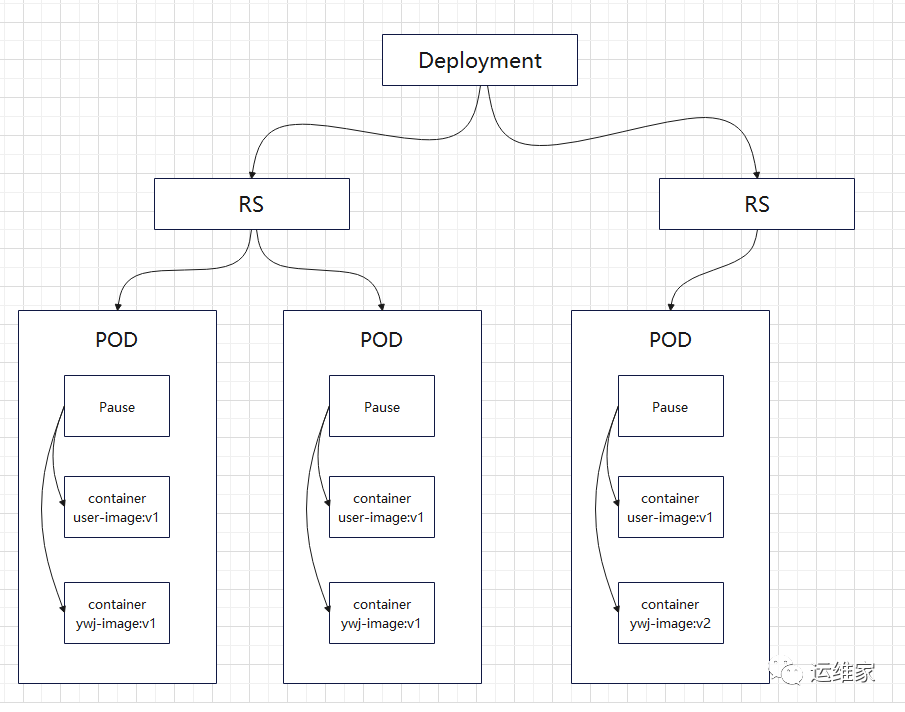 Deployment
RS
RS
POD
Pause
container
user-image:v1
container
ywj-image:v1
POD
Pause
container
user-image:v1
container
ywj-image:v1
POD
Pause
container
user-image:v1
container
ywj-image:v2
运维家